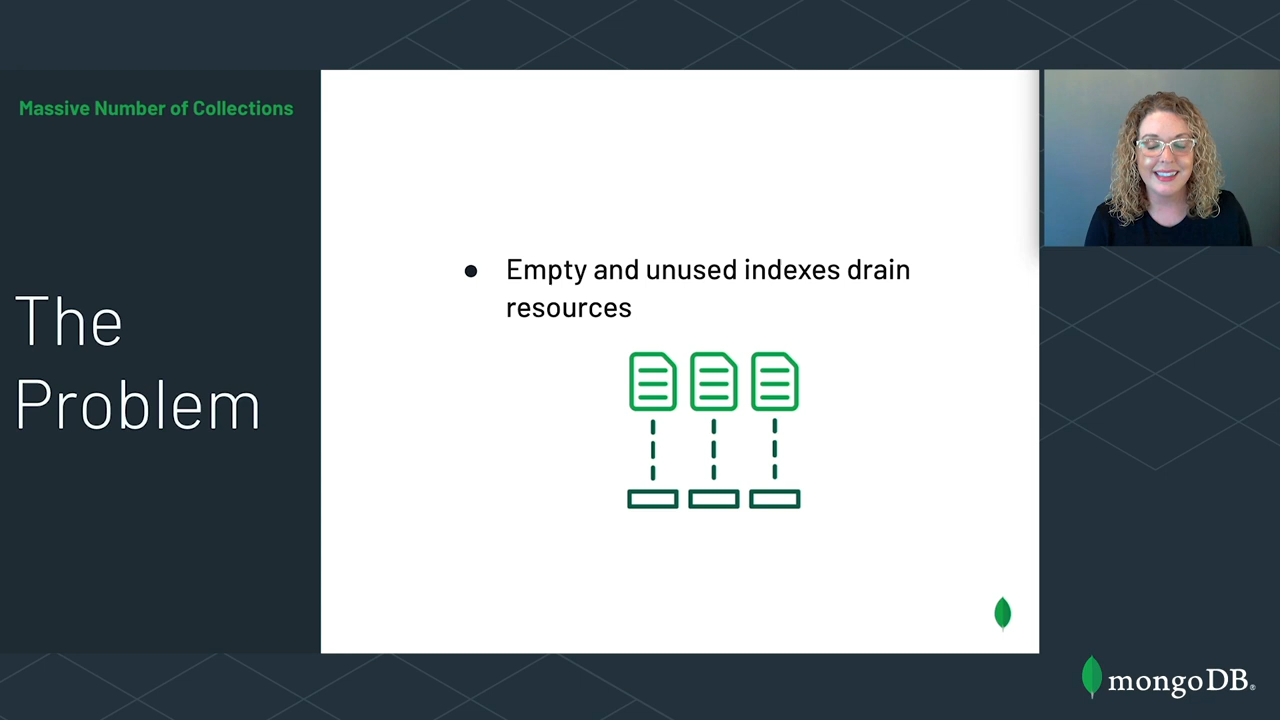 Massive Number of Collections
The
Problem
● Empty and unused indexes drain
resources
mongoDB®